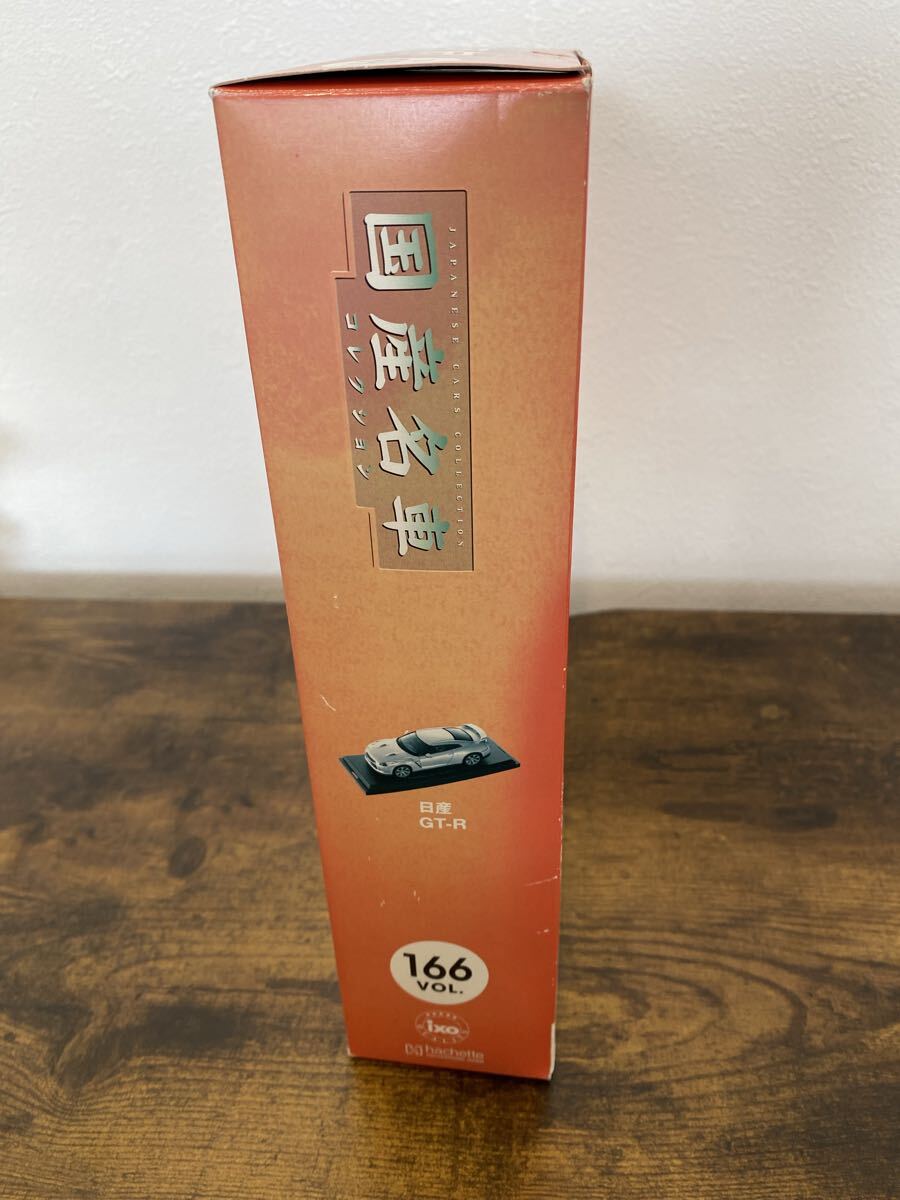 JAPANESE CARS COLLECTION
国産名車
コレクション
日産
GT-R
166
VOL.
ixo
hachette